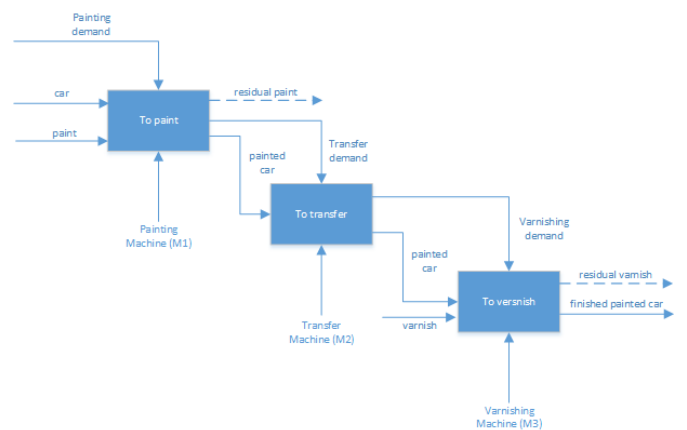 Painting
demand
car
residual paint
To paint
paint
Transfer
demand
painted
car
To transfer
Painting
Machine (M1)
Varnishing
demand
painted
car
residual varnish
To versnish
finished painted car
varnish
Transfer
Machine (M2)
Varnishing
Machine (M3)